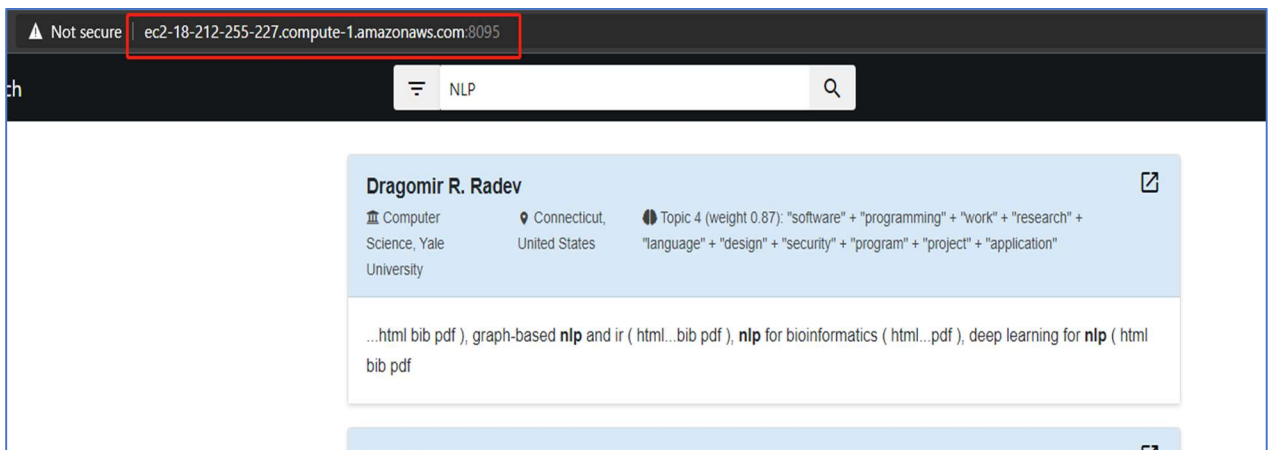 Not secure | ec2-18-212-255-227.compute-1.amazonaws.com:8095
ch
NLP
Dragomir R. Radev
Computer Science, Yale University
Connecticut, United States
Topic 4 (weight 0.87): "software" + "programming" + "work" + "research" +
"language" + "design" + "security" + "program" + "project" + "application"
...html bib pdf ), graph-based nlp and ir ( html...bib pdf ), nlp for bioinformatics ( html...pdf ), deep learning for nlp ( html
bib pdf